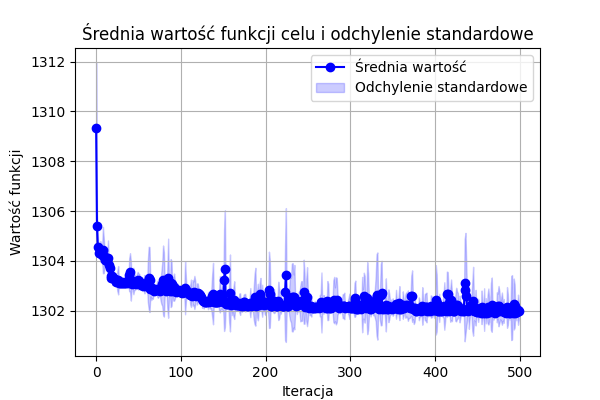 Średnia wartość funkcji celu i odchylenie standardowe
1312
1310
1308
1306
1304
1302
Wartość funkcji
Średnia wartość
Odchylenie standardowe
0
100
200
300
400
500
Iteracja